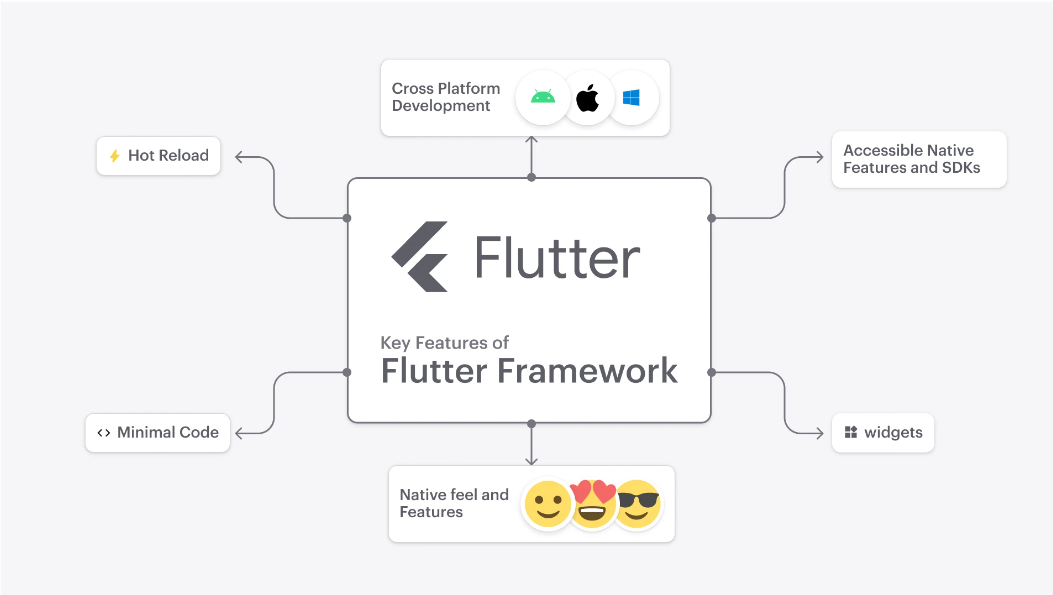 Cross Platform
Development
Hot Reload
Accessible Native
Features and SDKs
Flutter
Key Features of
Flutter Framework
<> Minimal Code
widgets
Native feel and
Features